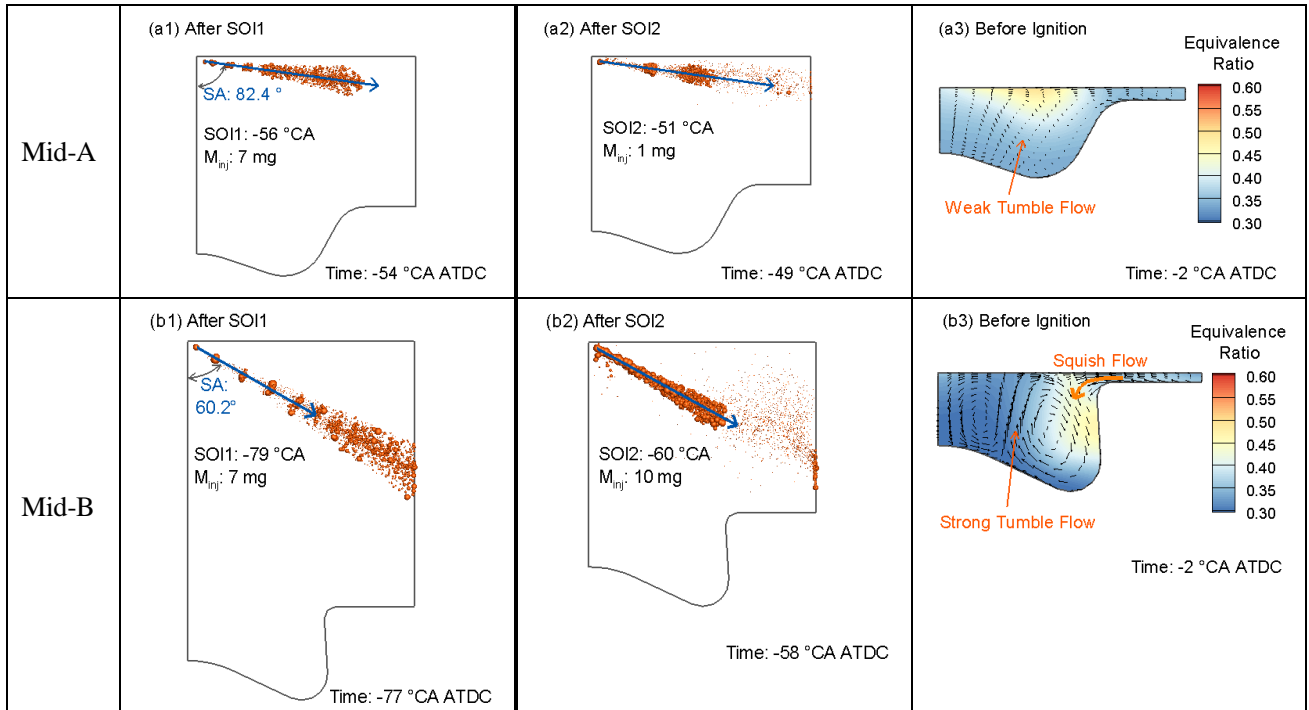 Mid-A
(a1) After SOI1
SA: 82.4 °
SOI1: -56 °CA
Minj: 7 mg
Time: -54 °CA ATDC
(a2) After SOI2
SOI2: -51 °CA
Minj: 1 mg
Time: -49 °CA ATDC
(a3) Before Ignition
Equivalence
Ratio
0.60
0.55
0.50
0.45
0.40
0.35
0.30
Weak Tumble Flow
Time: -2 °CA ATDC
Mid-B
(b1) After SOI1
SA:
60.2°
SOI1: -79 °CA
Minj: 7 mg
Time: -77 °CA ATDC
(b2) After SOI2
SOI2: -60 °CA
Minj: 10 mg
Time: -58 °CA ATDC
(b3) Before Ignition
Equivalence
Ratio
Squish Flow
0.60
0.55
0.50
0.45
0.40
0.35
0.30
Strong Tumble Flow
Time: -2 °CA ATDC